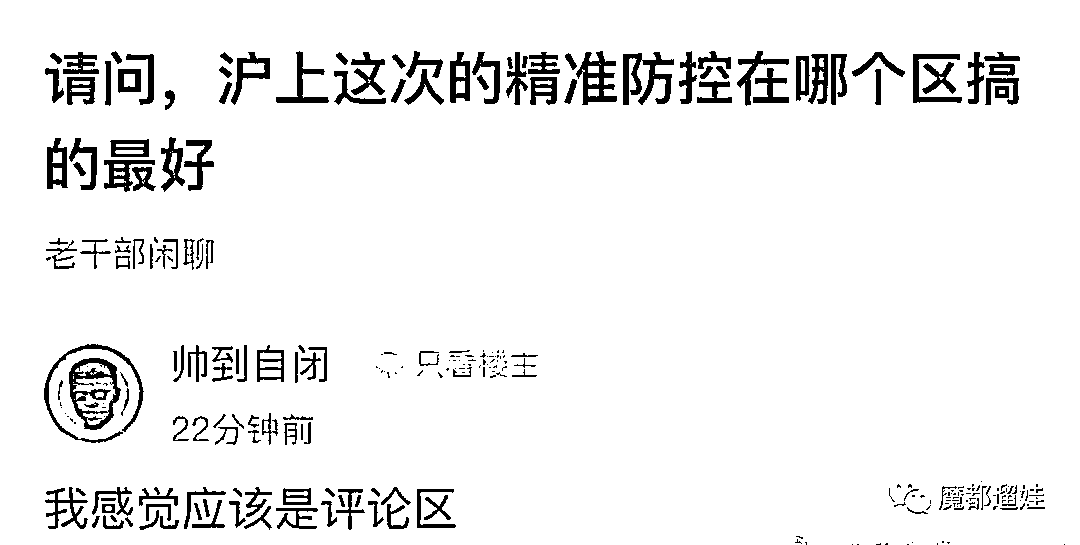 请问，沪上这次的精准防控在哪个区搞
的最好
老干部闲聊
帅到自闭
只看楼主
22分钟前
我感觉应该是评论区
魔都遛娃